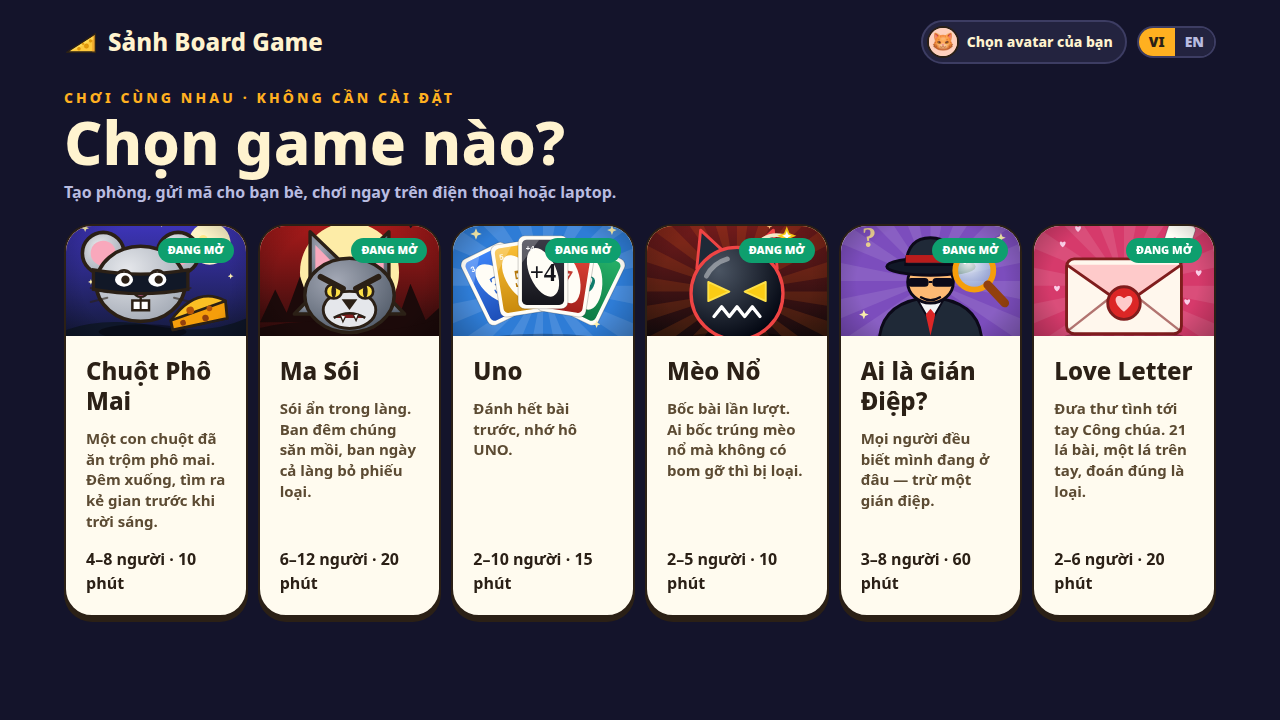 Sảnh Board Game
Chọn avatar của bạn
VI
EN
CHƠI CÙNG NHAU · KHÔNG CẦN CÀI ĐẶT
Chọn game nào?
Tạo phòng, gửi mã cho bạn bè, chơi ngay trên điện thoại hoặc laptop.
ĐANG MỞ
Chuột Phô
Mai
Một con chuột đã
ăn trộm phô mai.
Đêm xuống, tìm ra
kẻ gian trước khi
trời sáng.
4–8 người · 10
phút
ĐANG MỞ
Ma Sói
Sói ẩn trong làng.
Ban đêm chúng
săn mồi, ban ngày
cả làng bỏ phiếu
loại.
6–12 người · 20
phút
+4
ĐANG MỞ
Uno
Đánh hết bài
trước, nhớ hô
UNO.
2–10 người · 15
phút
ĐANG MỞ
Mèo Nổ
Bốc bài lần lượt.
Ai bốc trúng mèo
nổ mà không có
bom gỡ thì bị loại.
2–5 người · 10
phút
?
ĐANG MỞ
Ai là Gián
Điệp?
Mọi người đều
biết mình đang ở
đâu — trừ một
gián điệp.
3–8 người · 60
phút
ĐANG MỞ
Love Letter
Đưa thư tình tới
tay Công chúa. 21
lá bài, một lá trên
tay, đoán đúng là
loại.
2–6 người · 20
phút